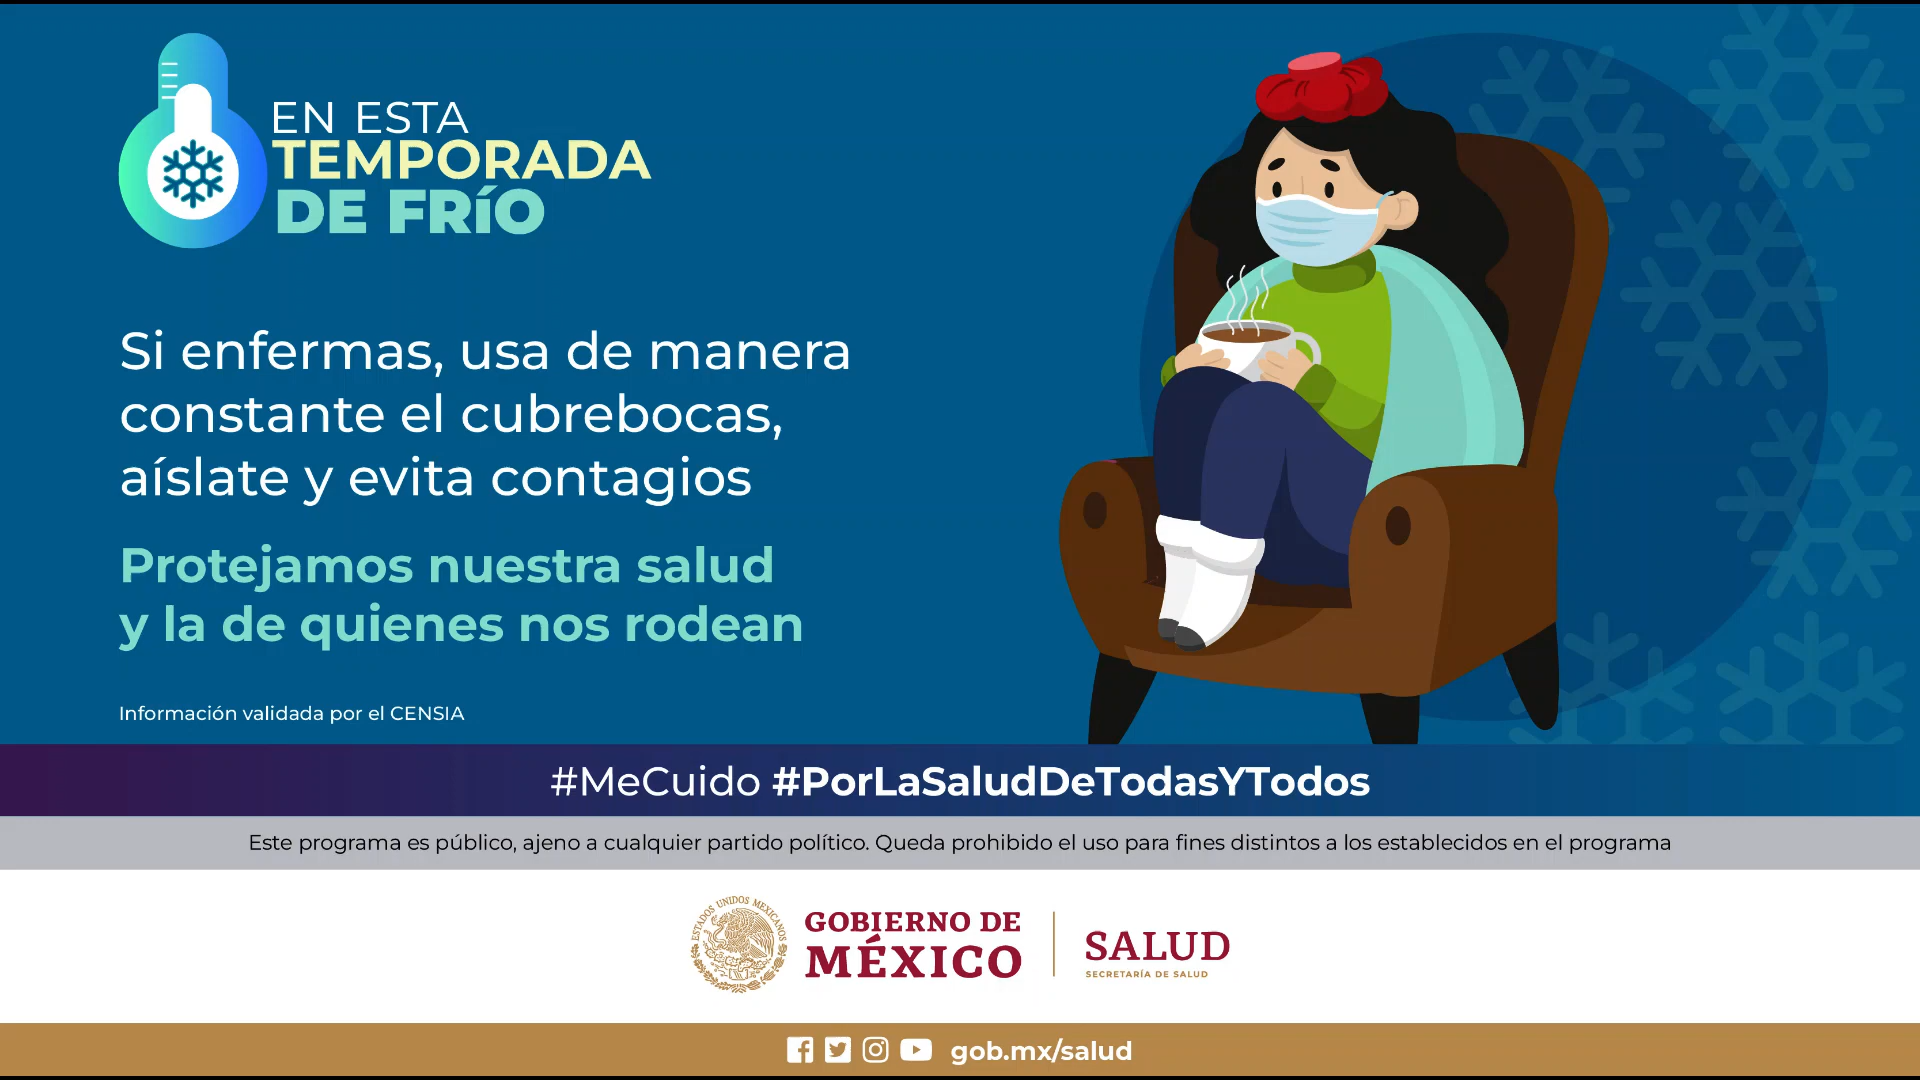 EN ESTA
TEMPORADA
DE FRíO
Si enfermas, usa de manera
constante el cubrebocas,
aíslate y evita contagios
Protejamos nuestra salud
y la de quienes nos rodean
Información validada por el CENSIA
#MeCuido #PorLaSaludDeTodasYTodos
Este programa es público, ajeno a cualquier partido político. Queda prohibido el uso para fines distintos a los establecidos en el programa
ESTADOS UNIDOS MEXICANOS
GOBIERNO DE
MÉXICO
SALUD
SECRETARÍA DE SALUD
gob.mx/salud